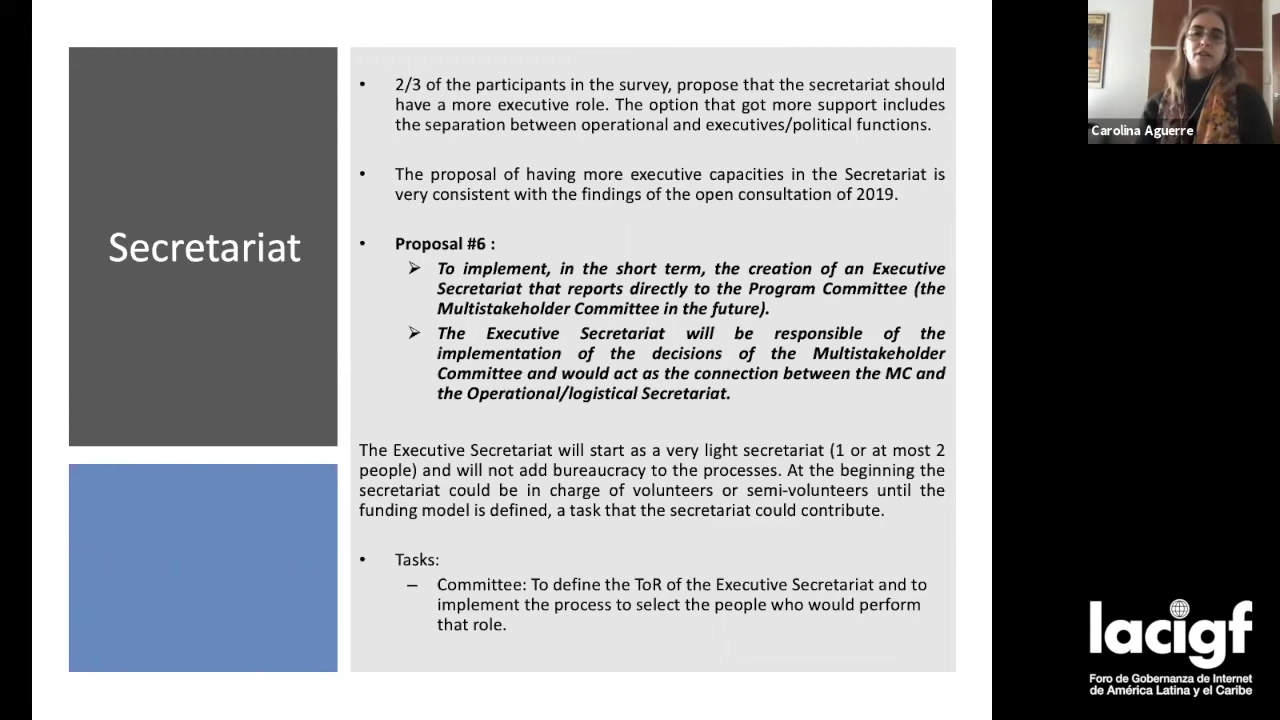 Secretariat
• 2/3 of the participants in the survey, propose that the secretariat should
have a more executive role. The option that got more support includes
the separation between operational and executives/political functions.
• The proposal of having more executive capacities in the Secretariat is
very consistent with the findings of the open consultation of 2019.
• Proposal #6 :
➢ To implement, in the short term, the creation of an Executive
Secretariat that reports directly to the Program Committee (the
Multistakeholder Committee in the future).
➢ The Executive Secretariat will be responsible of the
implementation of the decisions of the Multistakeholder
Committee and would act as the connection between the MC and
the Operational/logistical Secretariat.
The Executive Secretariat will start as a very light secretariat (1 or at most 2
people) and will not add bureaucracy to the processes. At the beginning the
secretariat could be in charge of volunteers or semi-volunteers until the
funding model is defined, a task that the secretariat could contribute.
• Tasks:
– Committee: To define the ToR of the Executive Secretariat and to
implement the process to select the people who would perform
that role.
Carolina Aguerre
lacigf
Foro de Gobernanza de Internet
de América Latina y el Caribe